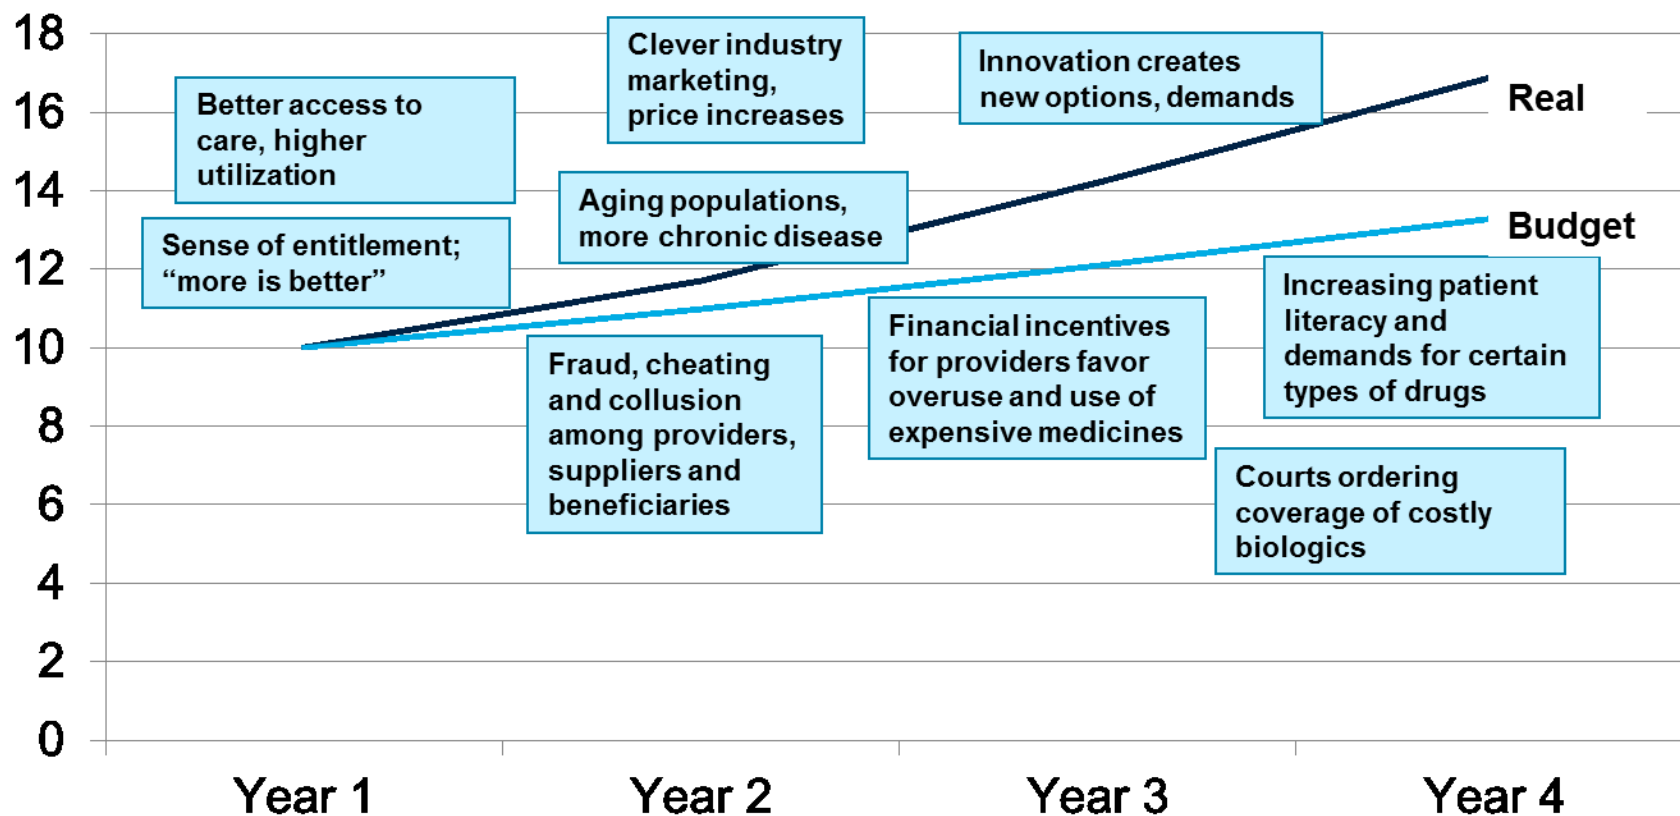 18
16
14
12
10
8
6
4
2
0
Better access to
care, higher
utilization
Sense of entitlement;
“more is better”
Clever industry
marketing,
price increases
Aging populations,
more chronic disease
Innovation creates
new options, demands
Real
Budget
Fraud, cheating
and collusion
among providers,
suppliers and
beneficiaries
Financial incentives
for providers favor
overuse and use of
expensive medicines
Increasing patient
literacy and
demands for certain
types of drugs
Courts ordering
coverage of costly
biologics
Year 1
Year 2
Year 3
Year 4